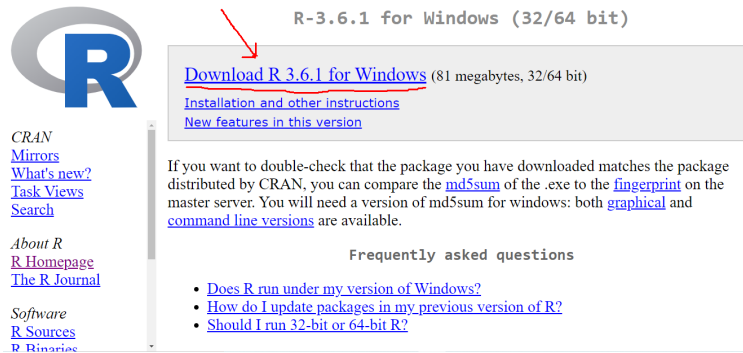 R
R-3.6.1 for Windows (32/64 bit)
Download R 3.6.1 for Windows (81 megabytes, 32/64 bit)
Installation and other instructions
New features in this version
CRAN
Mirrors
What's new?
Task Views
Search
About R
R Homepage
The R Journal
Software
R Sources
R Binaries
If you want to double-check that the package you have downloaded matches the package
distributed by CRAN, you can compare the md5sum of the .exe to the fingerprint on the
master server. You will need a version of md5sum for windows: both graphical and
command line versions are available.
Frequently asked questions
Does R run under my version of Windows?
How do I update packages in my previous version of R?
Should I run 32-bit or 64-bit R?